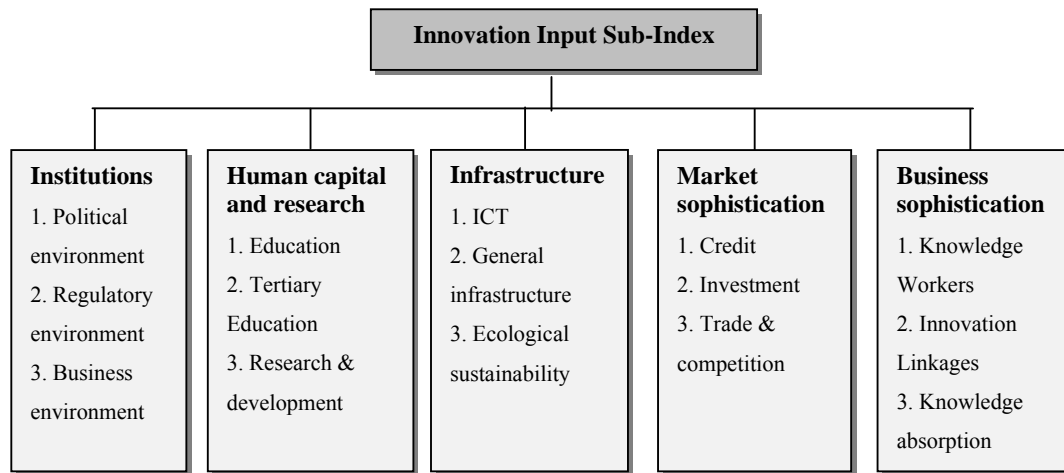 Innovation Input Sub-Index
Institutions
1. Political
environment
2. Regulatory
environment
3. Business
environment
Human capital
and research
1. Education
2. Tertiary
Education
3. Research &
development
Infrastructure
1. ICT
2. General
infrastructure
3. Ecological
sustainability
Market
sophistication
1. Credit
2. Investment
3. Trade &
competition
Business
sophistication
1. Knowledge
Workers
2. Innovation
Linkages
3. Knowledge
absorption